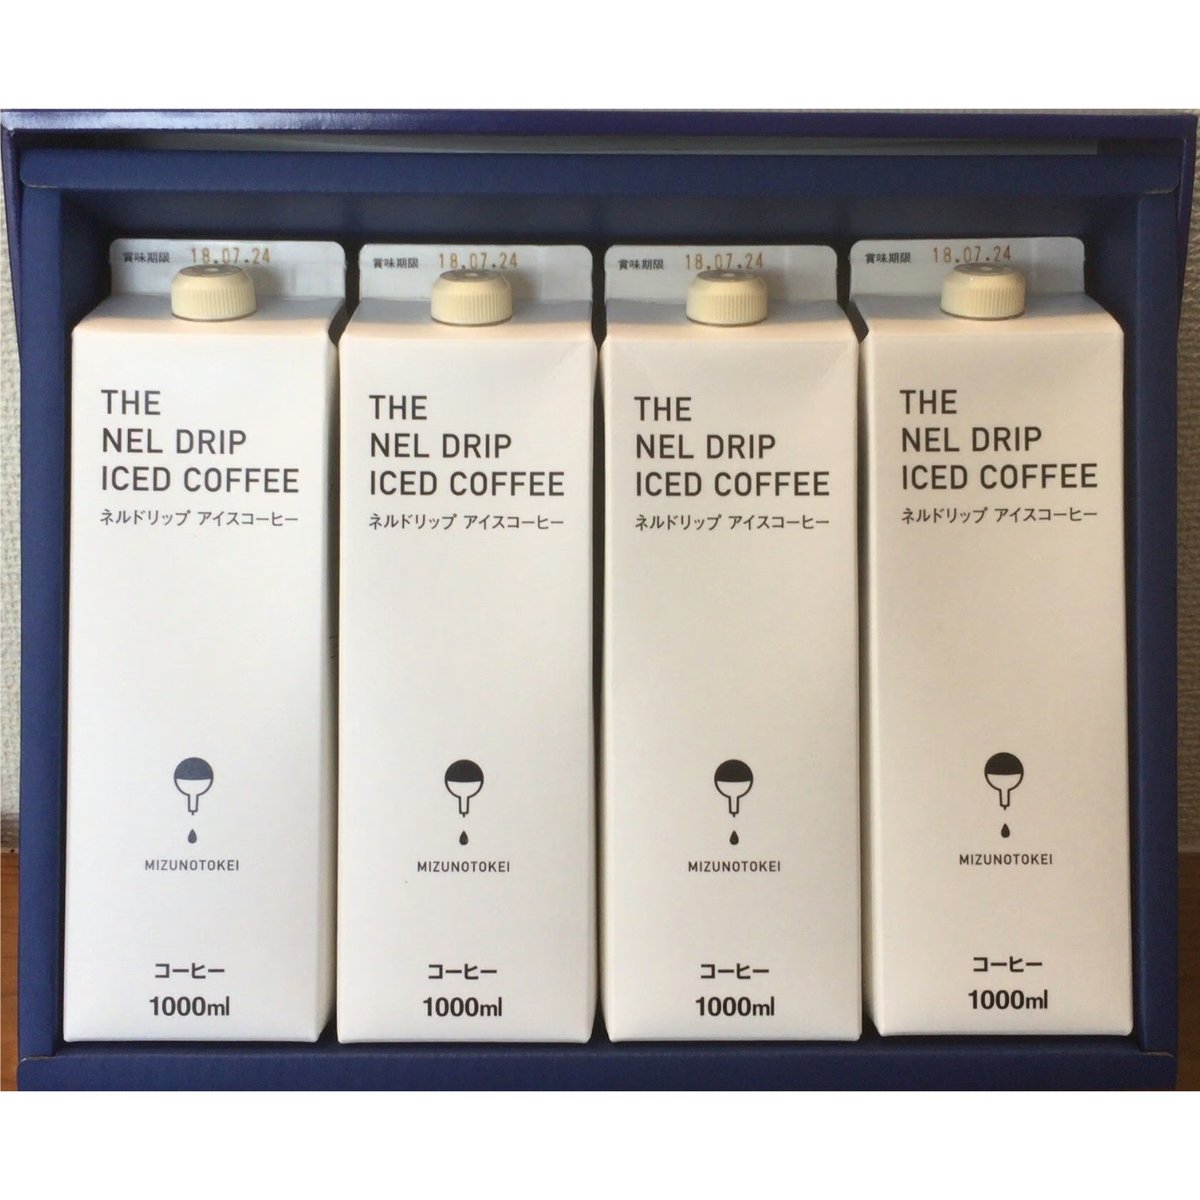 賞味期限 18.07.24
THE
NEL DRIP
ICED COFFEE
ネルドリップ アイスコーヒー
MIZUNOTOKEI
コーヒー
1000ml
賞味期限 18.07.24
THE
NEL DRIP
ICED COFFEE
ネルドリップ アイスコーヒー
MIZUNOTOKEI
コーヒー
1000ml
賞味期限 18.07.24
THE
NEL DRIP
ICED COFFEE
ネルドリップ アイスコーヒー
MIZUNOTOKEI
コーヒー
1000ml
賞味期限 18.07.24
THE
NEL DRIP
ICED COFFEE
ネルドリップ アイスコーヒー
MIZUNOTOKEI
コーヒー
1000ml